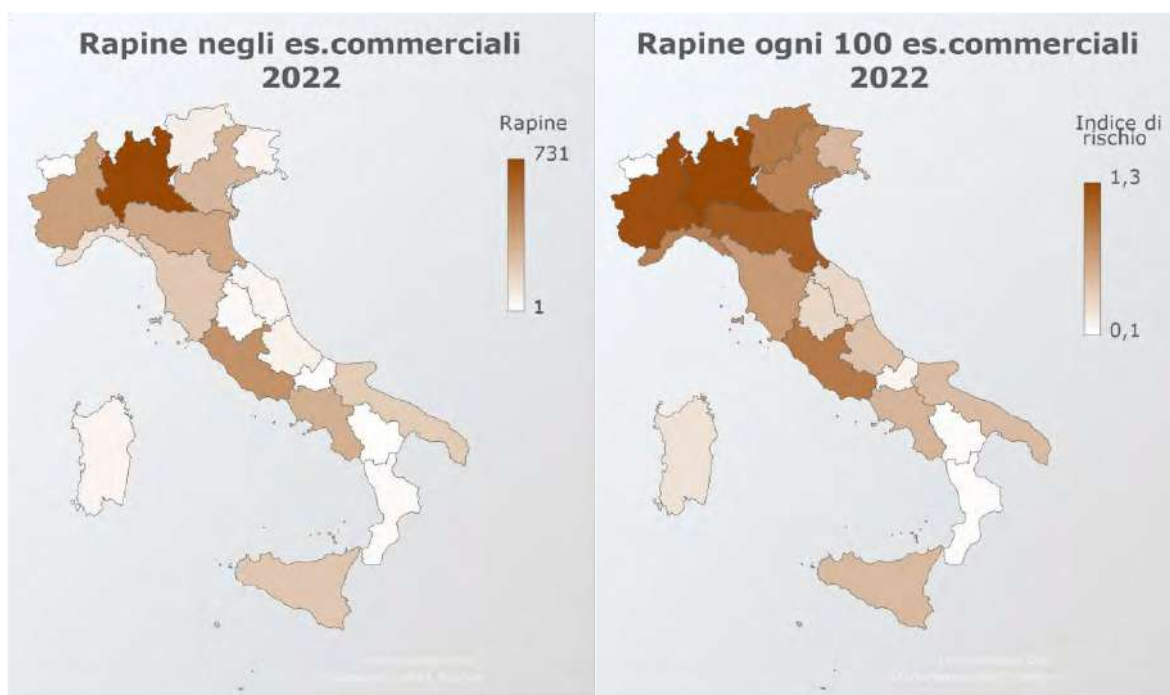 Rapine negli es.commerciali
2022
Rapine
731
1
Rapine ogni 100 es.commerciali
2022
Indice di
rischio
1,3
0,1